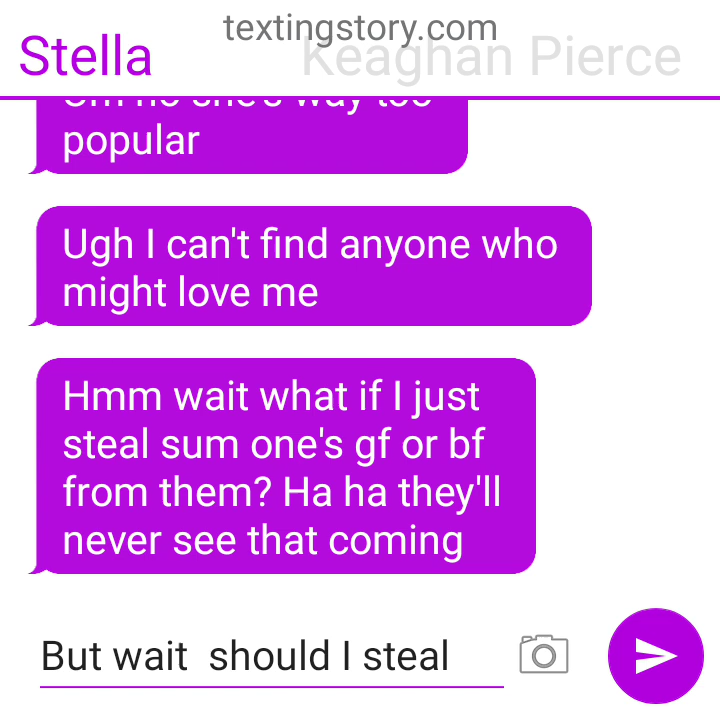 textingstory.com
Stella
Keaghan Pierce
popular
Ugh I can't find anyone who
might love me
Hmm wait what if I just
steal sum one's gf or bf
from them? Ha ha they'll
never see that coming
But wait  should I steal